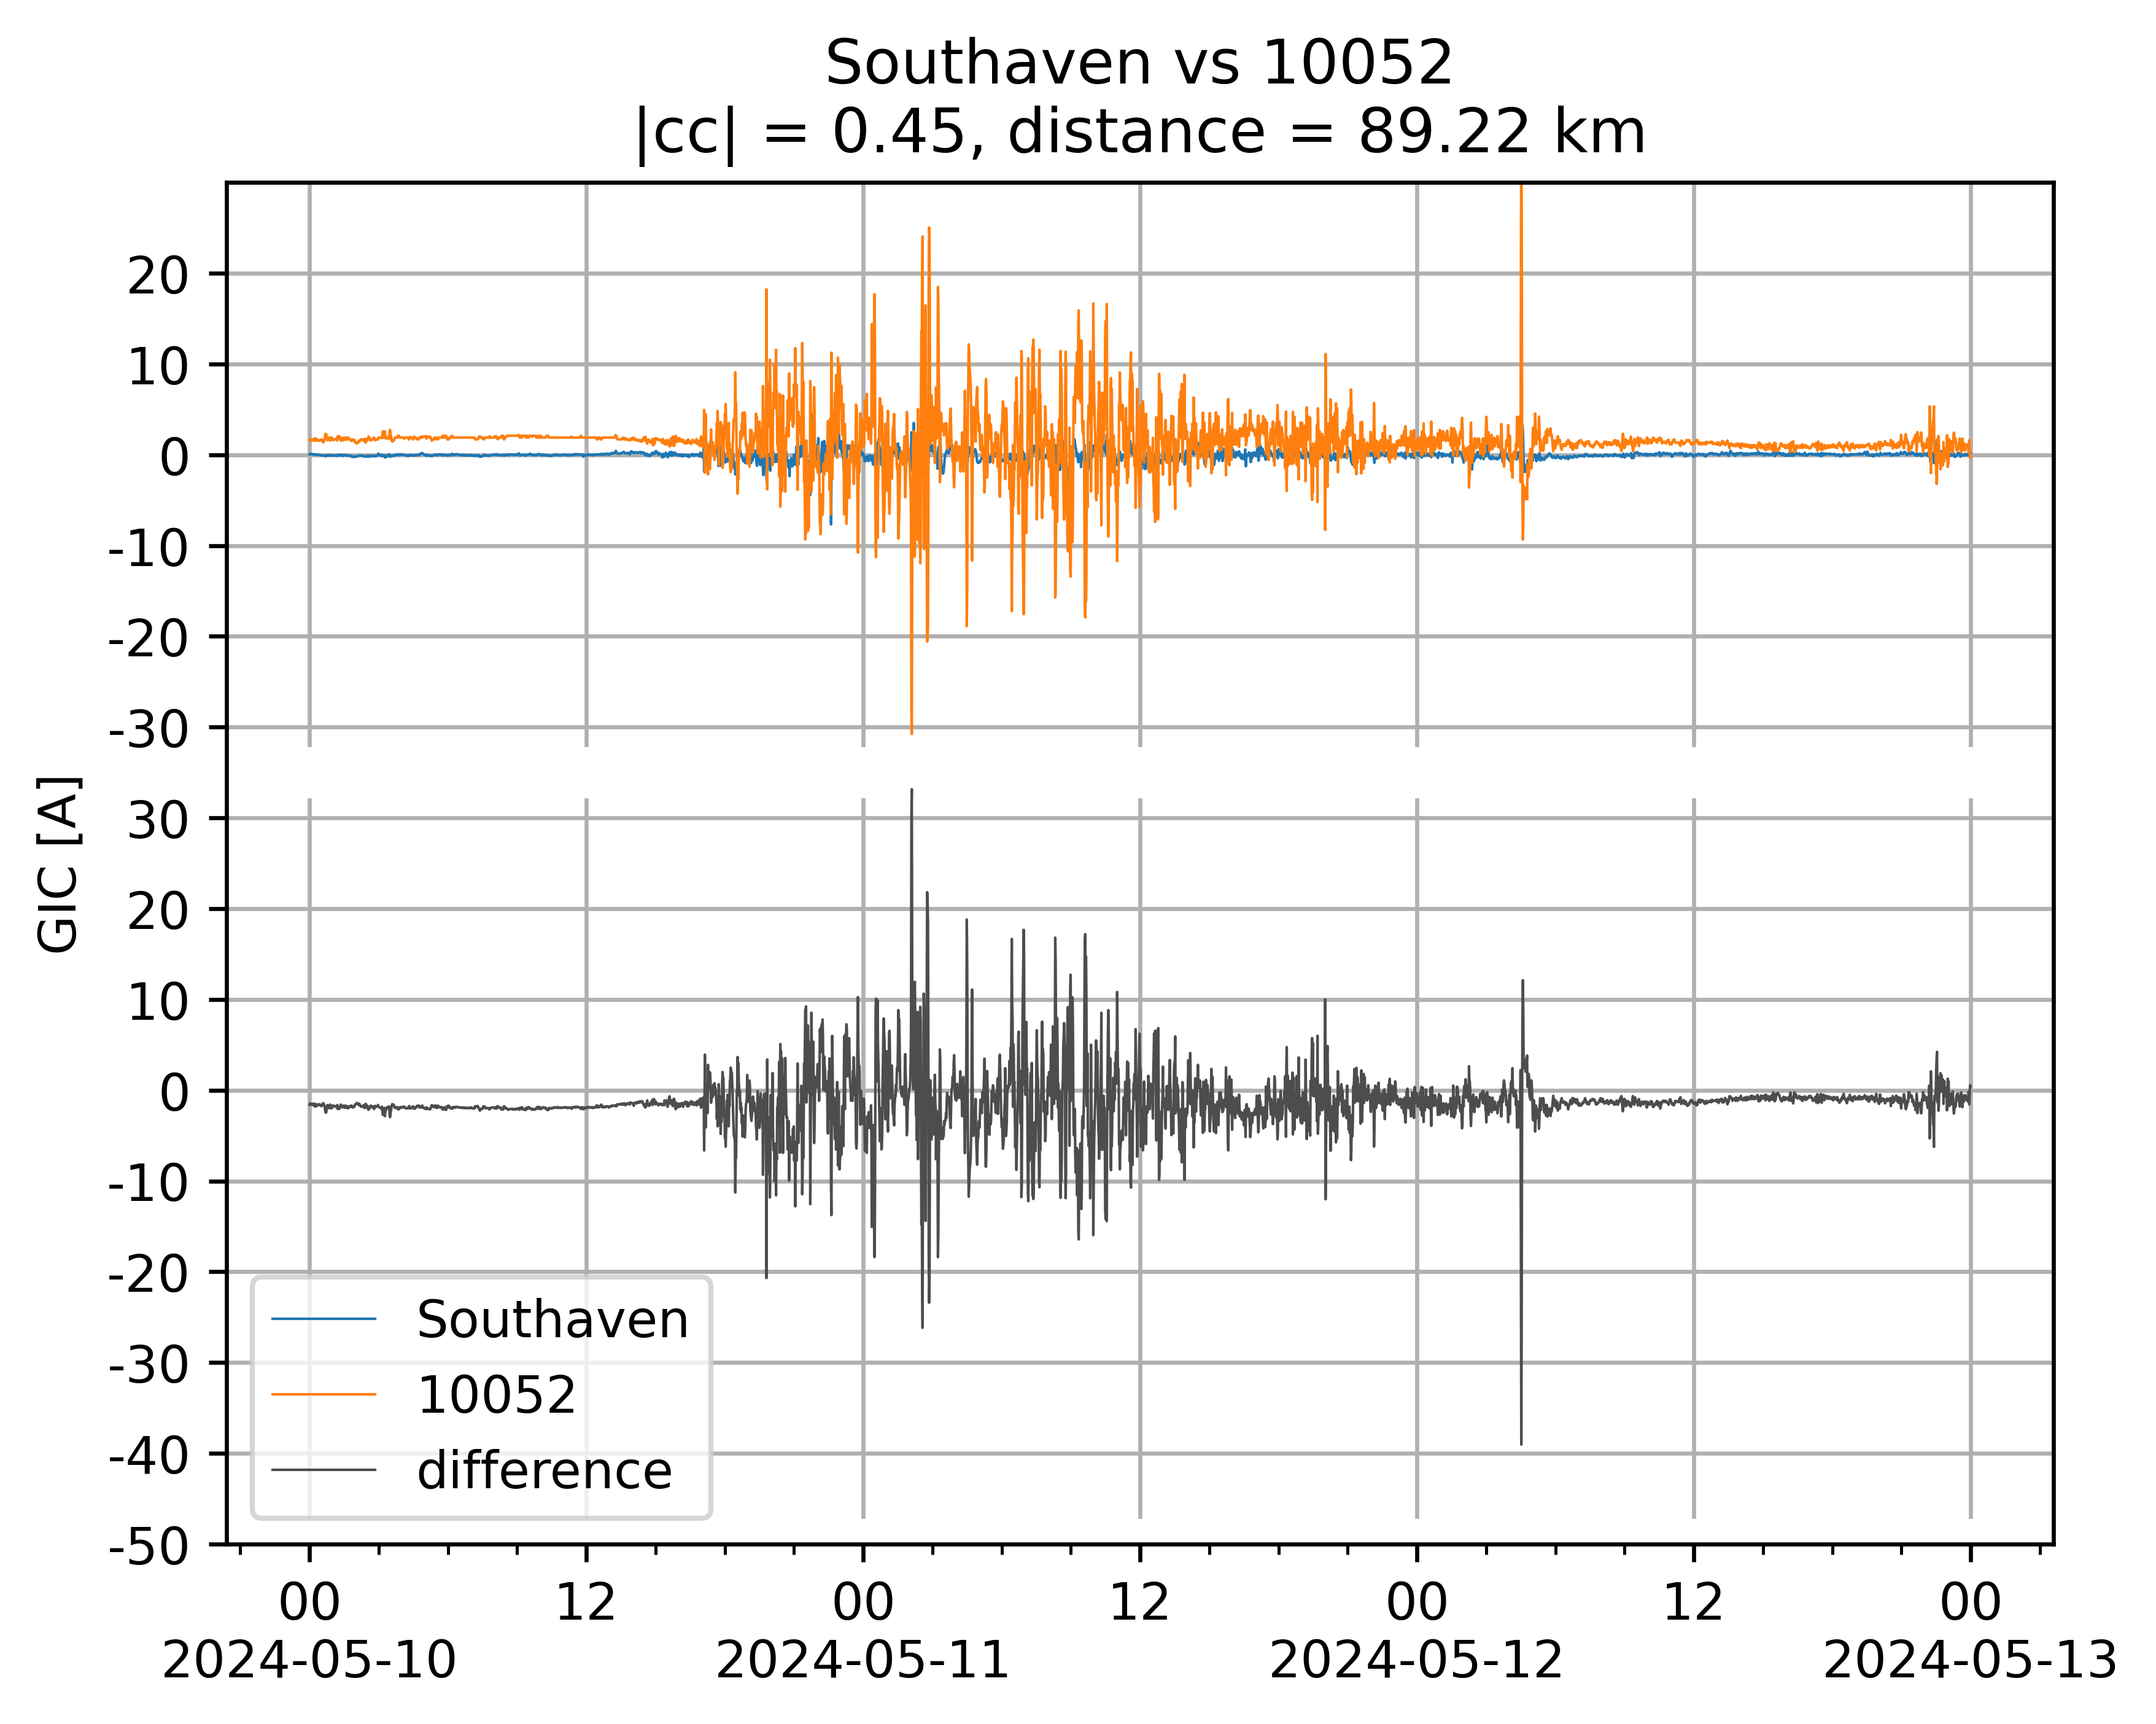 Southaven vs 10052
|cc| = 0.45, distance = 89.22 km
20
10
0
-10
-20
-30
GIC [A]
30
20
10
0
-10
-20
-30
-40
-50
Southaven
10052
difference
00 12 00 12 00 12 00
2024-05-10 2024-05-11 2024-05-12 2024-05-13